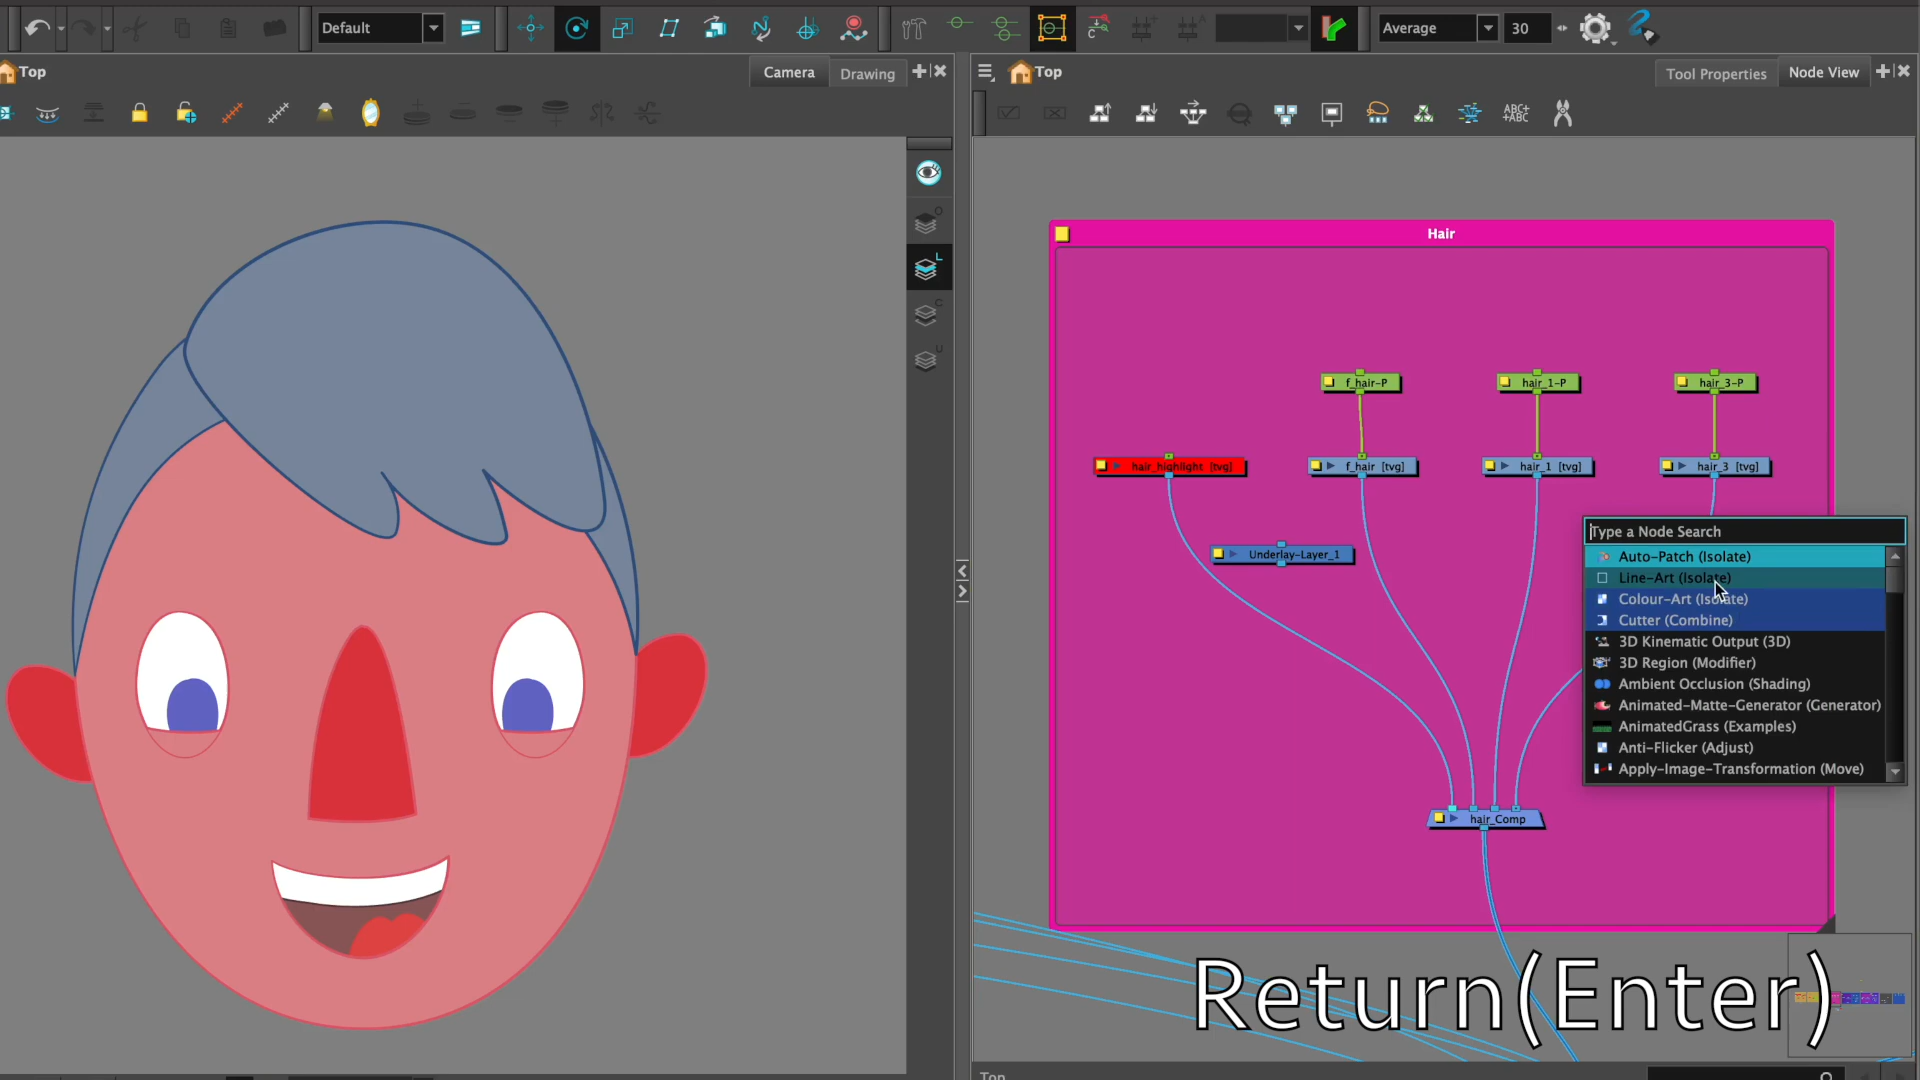 Default
Average
30
Top
Camera
Drawing
Top
Tool Properties
Node View
O
L
C
U
ABC+
+ABC
Hair
f_hair-P
hair_1-P
hair_3-P
hair_highlight [tvg]
f_hair [tvg]
hair_1 [tvg]
hair_3 [tvg]
Underlay-Layer_1
Type a Node Search
Auto-Patch (Isolate)
Line-Art (Isolate)
Colour-Art (Isolate)
Cutter (Combine)
3D Kinematic Output (3D)
3D Region (Modifier)
Ambient Occlusion (Shading)
Animated-Matte-Generator (Generator)
AnimatedGrass (Examples)
Anti-Flicker (Adjust)
Apply-Image-Transformation (Move)
hair_Comp
Return(Enter)
Top